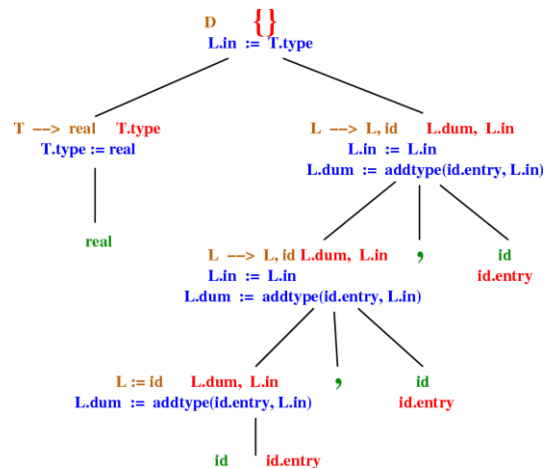 D {}
L.in := T.type
T --> real T.type
T.type := real
L --> L, id L.dum, L.in
L.in := L.in
L.dum := addtype(id.entry, L.in)
real
L --> L, id L.dum, L.in
L.in := L.in
L.dum := addtype(id.entry, L.in)
, id
id.entry
L := id L.dum, L.in
L.dum := addtype(id.entry, L.in)
, id
id.entry
id id.entry